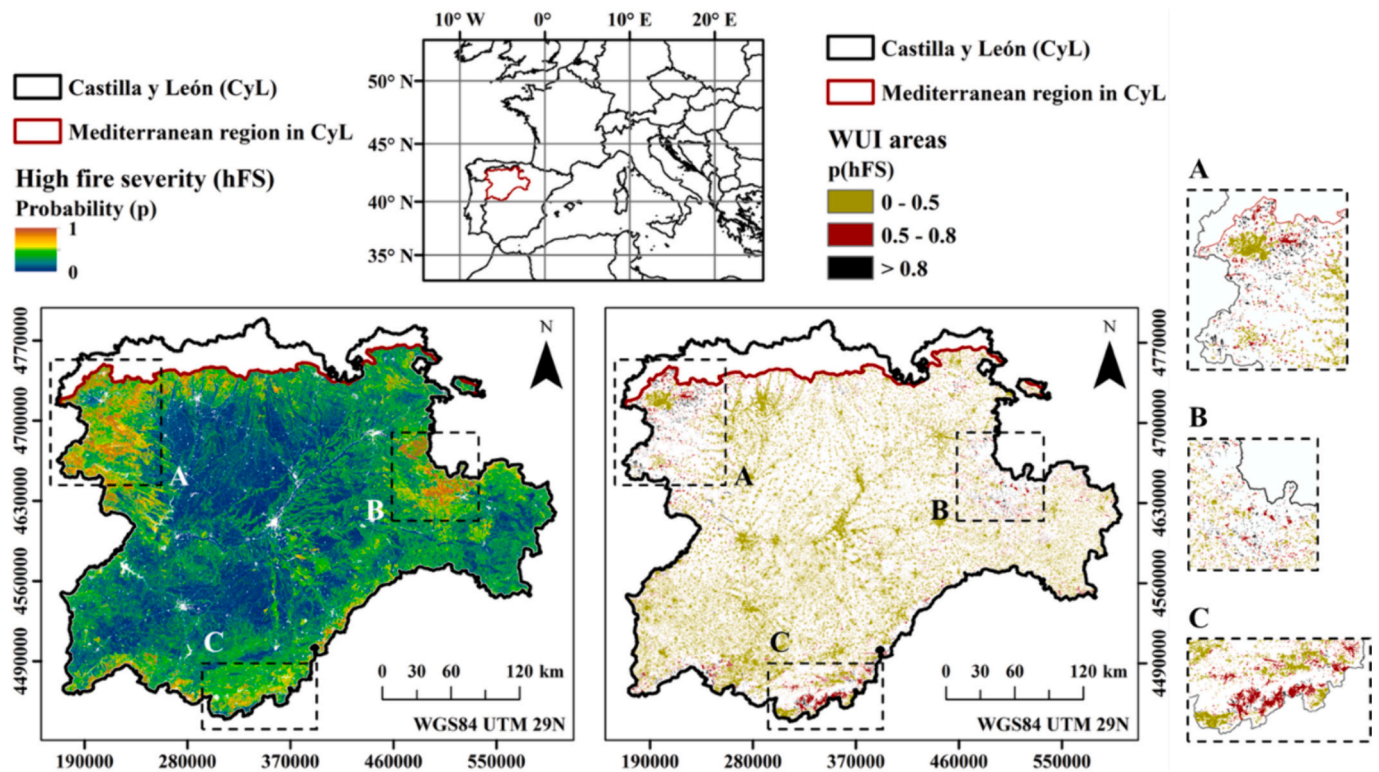 10° W 0° 10° E 20° E
50° N
45° N
40° N
35° N
Castilla y León (CyL)
Mediterranean region in CyL
High fire severity (hFS)
Probability (p)
1
0
Castilla y León (CyL)
Mediterranean region in CyL
WUI areas
p(hFS)
0 - 0.5
0.5 - 0.8
> 0.8
4770000
4700000
4630000
4560000
4490000
N
A
B
C
0 30 60 120 km
WGS84 UTM 29N
190000 280000 370000 460000 550000
N
A
B
C
0 30 60 120 km
WGS84 UTM 29N
190000 280000 370000 460000 550000
4770000
4700000
4630000
4560000
4490000
A
B
C